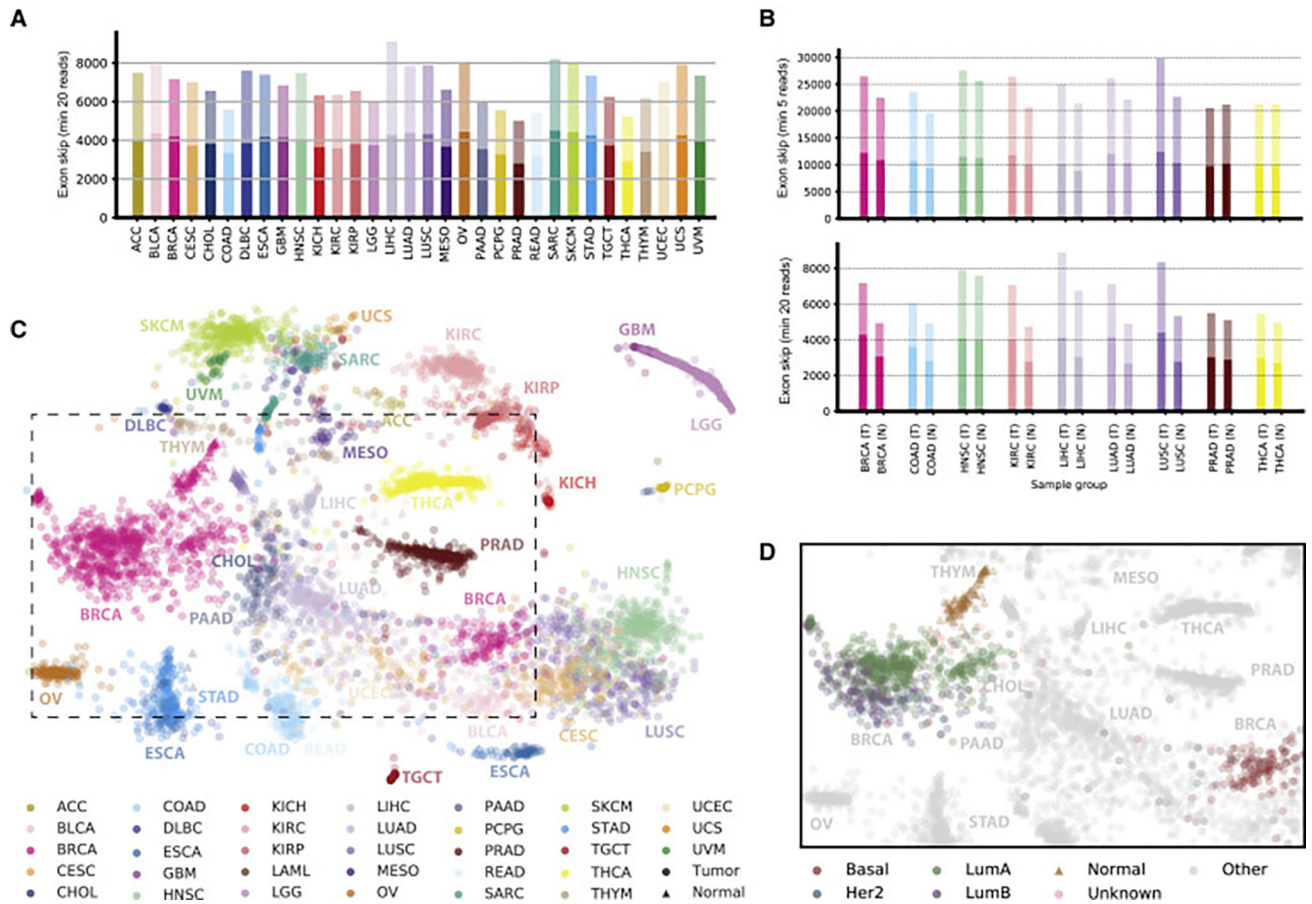 A
Exon skip (min 20 reads)
8000
6000
4000
2000
0
ACC
BLCA
BRCA
CESC
CHOL
COAD
DLBC
ESCA
GBM
HNSC
KICH
KIRC
KIRP
LGG
LIHC
LUAD
LUSC
MESO
OV
PAAD
PCPG
PRAD
READ
SARC
SKCM
STAD
TGCT
THCA
THYM
UCEC
UCS
UVM
B
Exon skip (min 5 reads)
30000
25000
20000
15000
10000
5000
0
Exon skip (min 20 reads)
8000
6000
4000
2000
0
BRCA (T)
BRCA (N)
COAD (T)
COAD (N)
HNSC (T)
HNSC (N)
KIRC (T)
KIRC (N)
LIHC (T)
LIHC (N)
LUAD (T)
LUAD (N)
LUSC (T)
LUSC (N)
PRAD (T)
PRAD (N)
THCA (T)
THCA (N)
Sample group
C
SKCM
UCS
SARC
KIRC
GBM
UVM
KIRP
DLBC
ACC
LGG
THYM
MESO
KICH
PCPG
LIHC
THCA
CHOL
PRAD
HNSC
LUAD
BRCA
BRCA
PAAD
OV
STAD
UCEC
BLCA
CESC
LUSC
ESCA
COAD READ
ESCA
TGCT
ACC COAD KICH LIHC PAAD SKCM UCEC
BLCA DLBC KIRC LUAD PCPG STAD UCS
BRCA ESCA KIRP LUSC PRAD TGCT UVM
CESC GBM LAML MESO READ THCA Tumor
CHOL HNSC LGG OV SARC THYM Normal
D
THYM
MESO
LIHC
THCA
CHOL
PRAD
LUAD
BRCA
BRCA
PAAD
OV
STAD
Basal LumA Normal Other
Her2 LumB Unknown